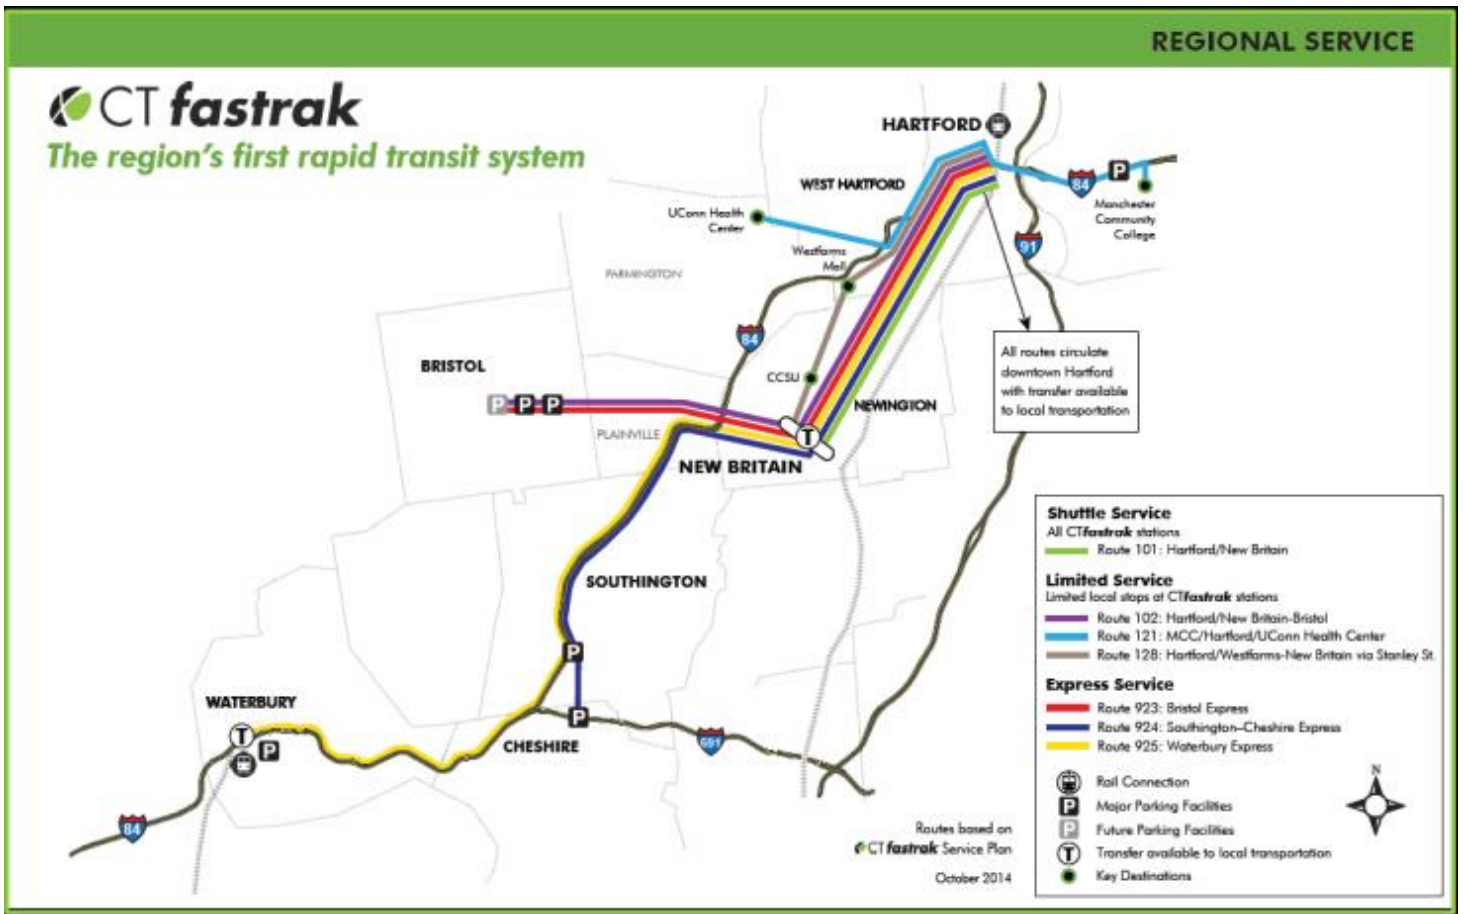 REGIONAL SERVICE
CT fastrak
The region's first rapid transit system
HARTFORD
WEST HARTFORD
UConn Health
Center
84
P
Manchester
Community
College
91
Westfarms
Mall
FARMINGTON
84
BRISTOL
P P P
CCSU
NEWINGTON
PLAINVILLE
T
NEW BRITAIN
All routes circulate
downtown Hartford
with transfer available
to local transportation
SOUTHINGTON
P
P
WATERBURY
T
P
CHESHIRE
691
84
Routes based on
CTfastrak Service Plan
October 2014
Shuttle Service
All CTfastrak stations
Route 101: Hartford/New Britain
Limited Service
Limited local stops at CTfastrak stations
Route 102: Hartford/New Britain-Bristol
Route 121: MCC/Hartford/UConn Health Center
Route 128: Hartford/Westfarms-New Britain via Stanley St.
Express Service
Route 923: Bristol Express
Route 924: Southington–Cheshire Express
Route 925: Waterbury Express
Rail Connection
P Major Parking Facilities
P Future Parking Facilities
T Transfer available to local transportation
Key Destinations
N